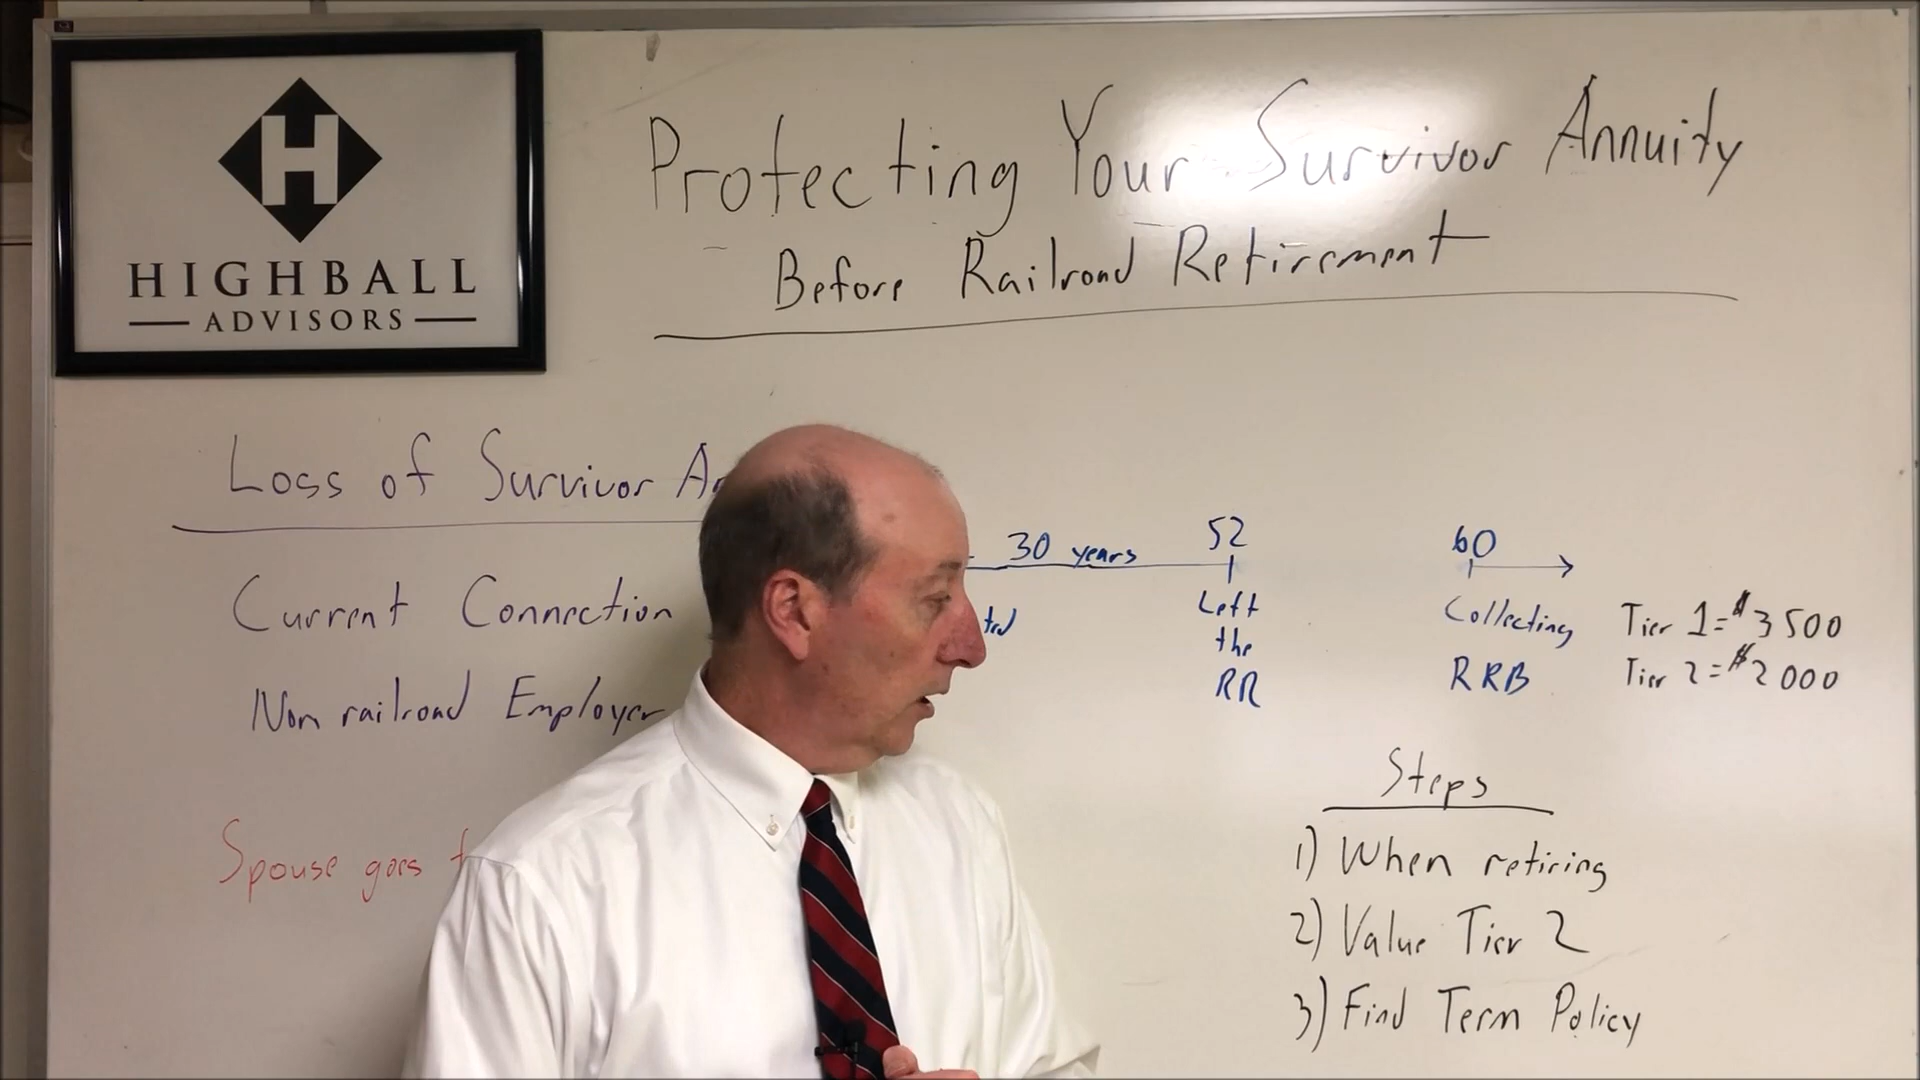 H
HIGHBALL
ADVISORS
Protecting Your Survivor Annuity
Before Railroad Retirement
Loss of Survivor
Current Connection
Non railroad Employer
Spouse goes
30 years
52
60
Left
the
RR
Collecting
RRB
Tier 1= $3500
Tier 2= $2000
Steps
1) When retiring
2) Value Tier 2
3) Find Term Policy